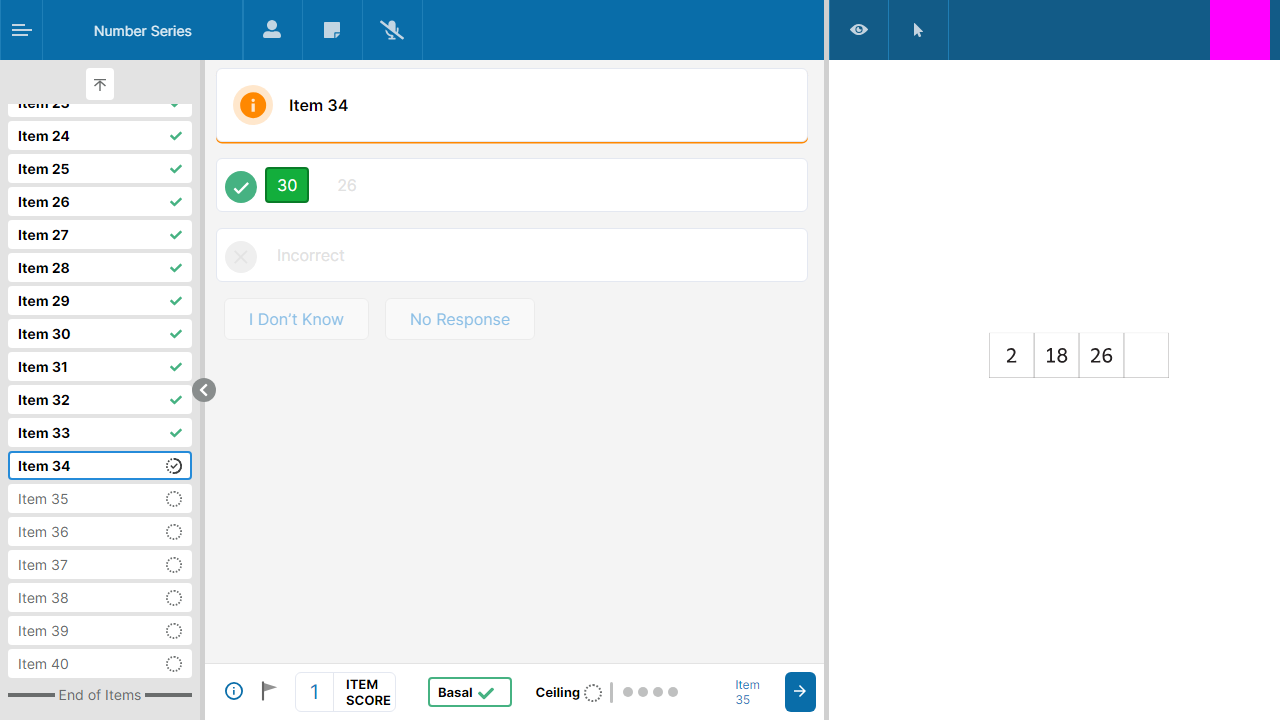 Number Series
Item 23
Item 24
Item 25
Item 26
Item 27
Item 28
Item 29
Item 30
Item 31
Item 32
Item 33
Item 34
Item 35
Item 36
Item 37
Item 38
Item 39
Item 40
End of Items
Item 34
30 26
Incorrect
I Don't Know No Response
1 ITEM SCORE
Basal
Ceiling
Item
35
2 18 26